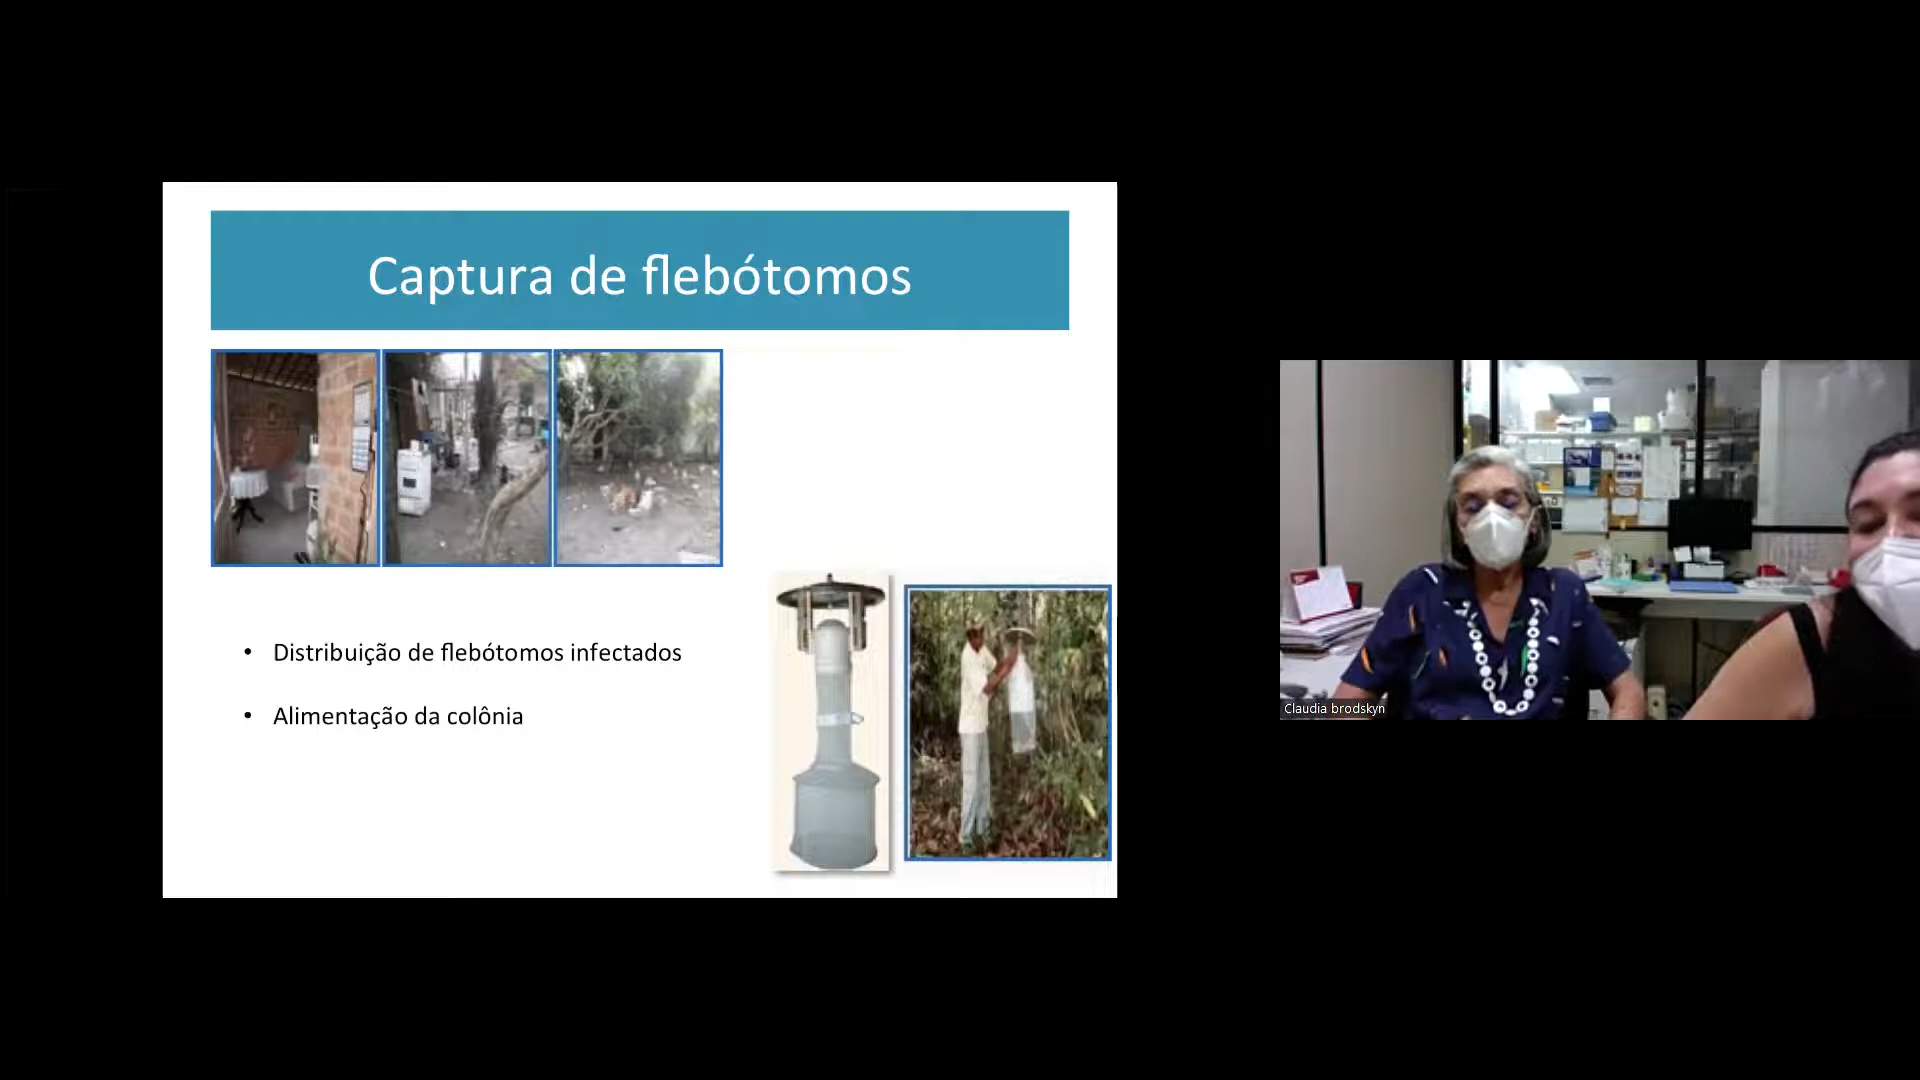 Captura de flebótomos
• Distribuição de flebótomos infectados
• Alimentação da colônia
Claudia brodskyn